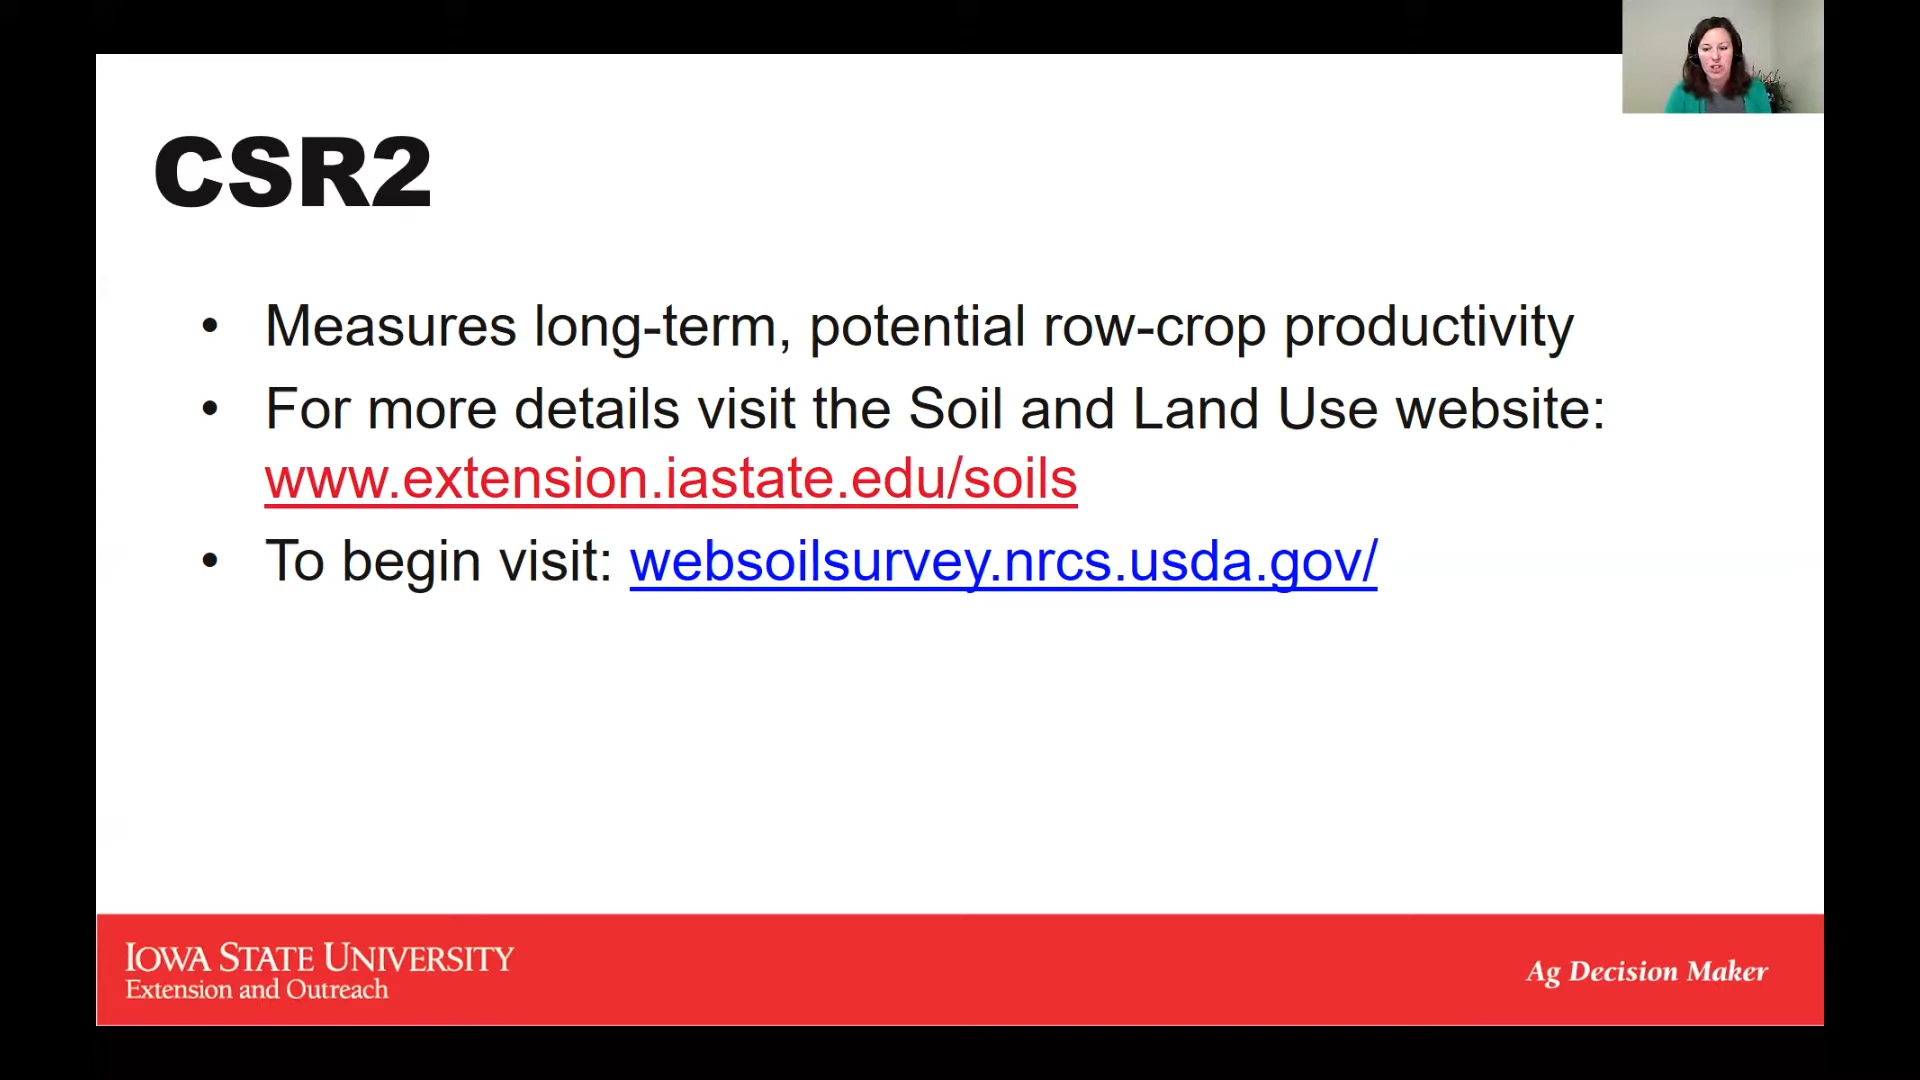 CSR2
• Measures long-term, potential row-crop productivity
• For more details visit the Soil and Land Use website:
www.extension.iastate.edu/soils
• To begin visit: websoilsurvey.nrcs.usda.gov/
IOWA STATE UNIVERSITY
Extension and Outreach
Ag Decision Maker